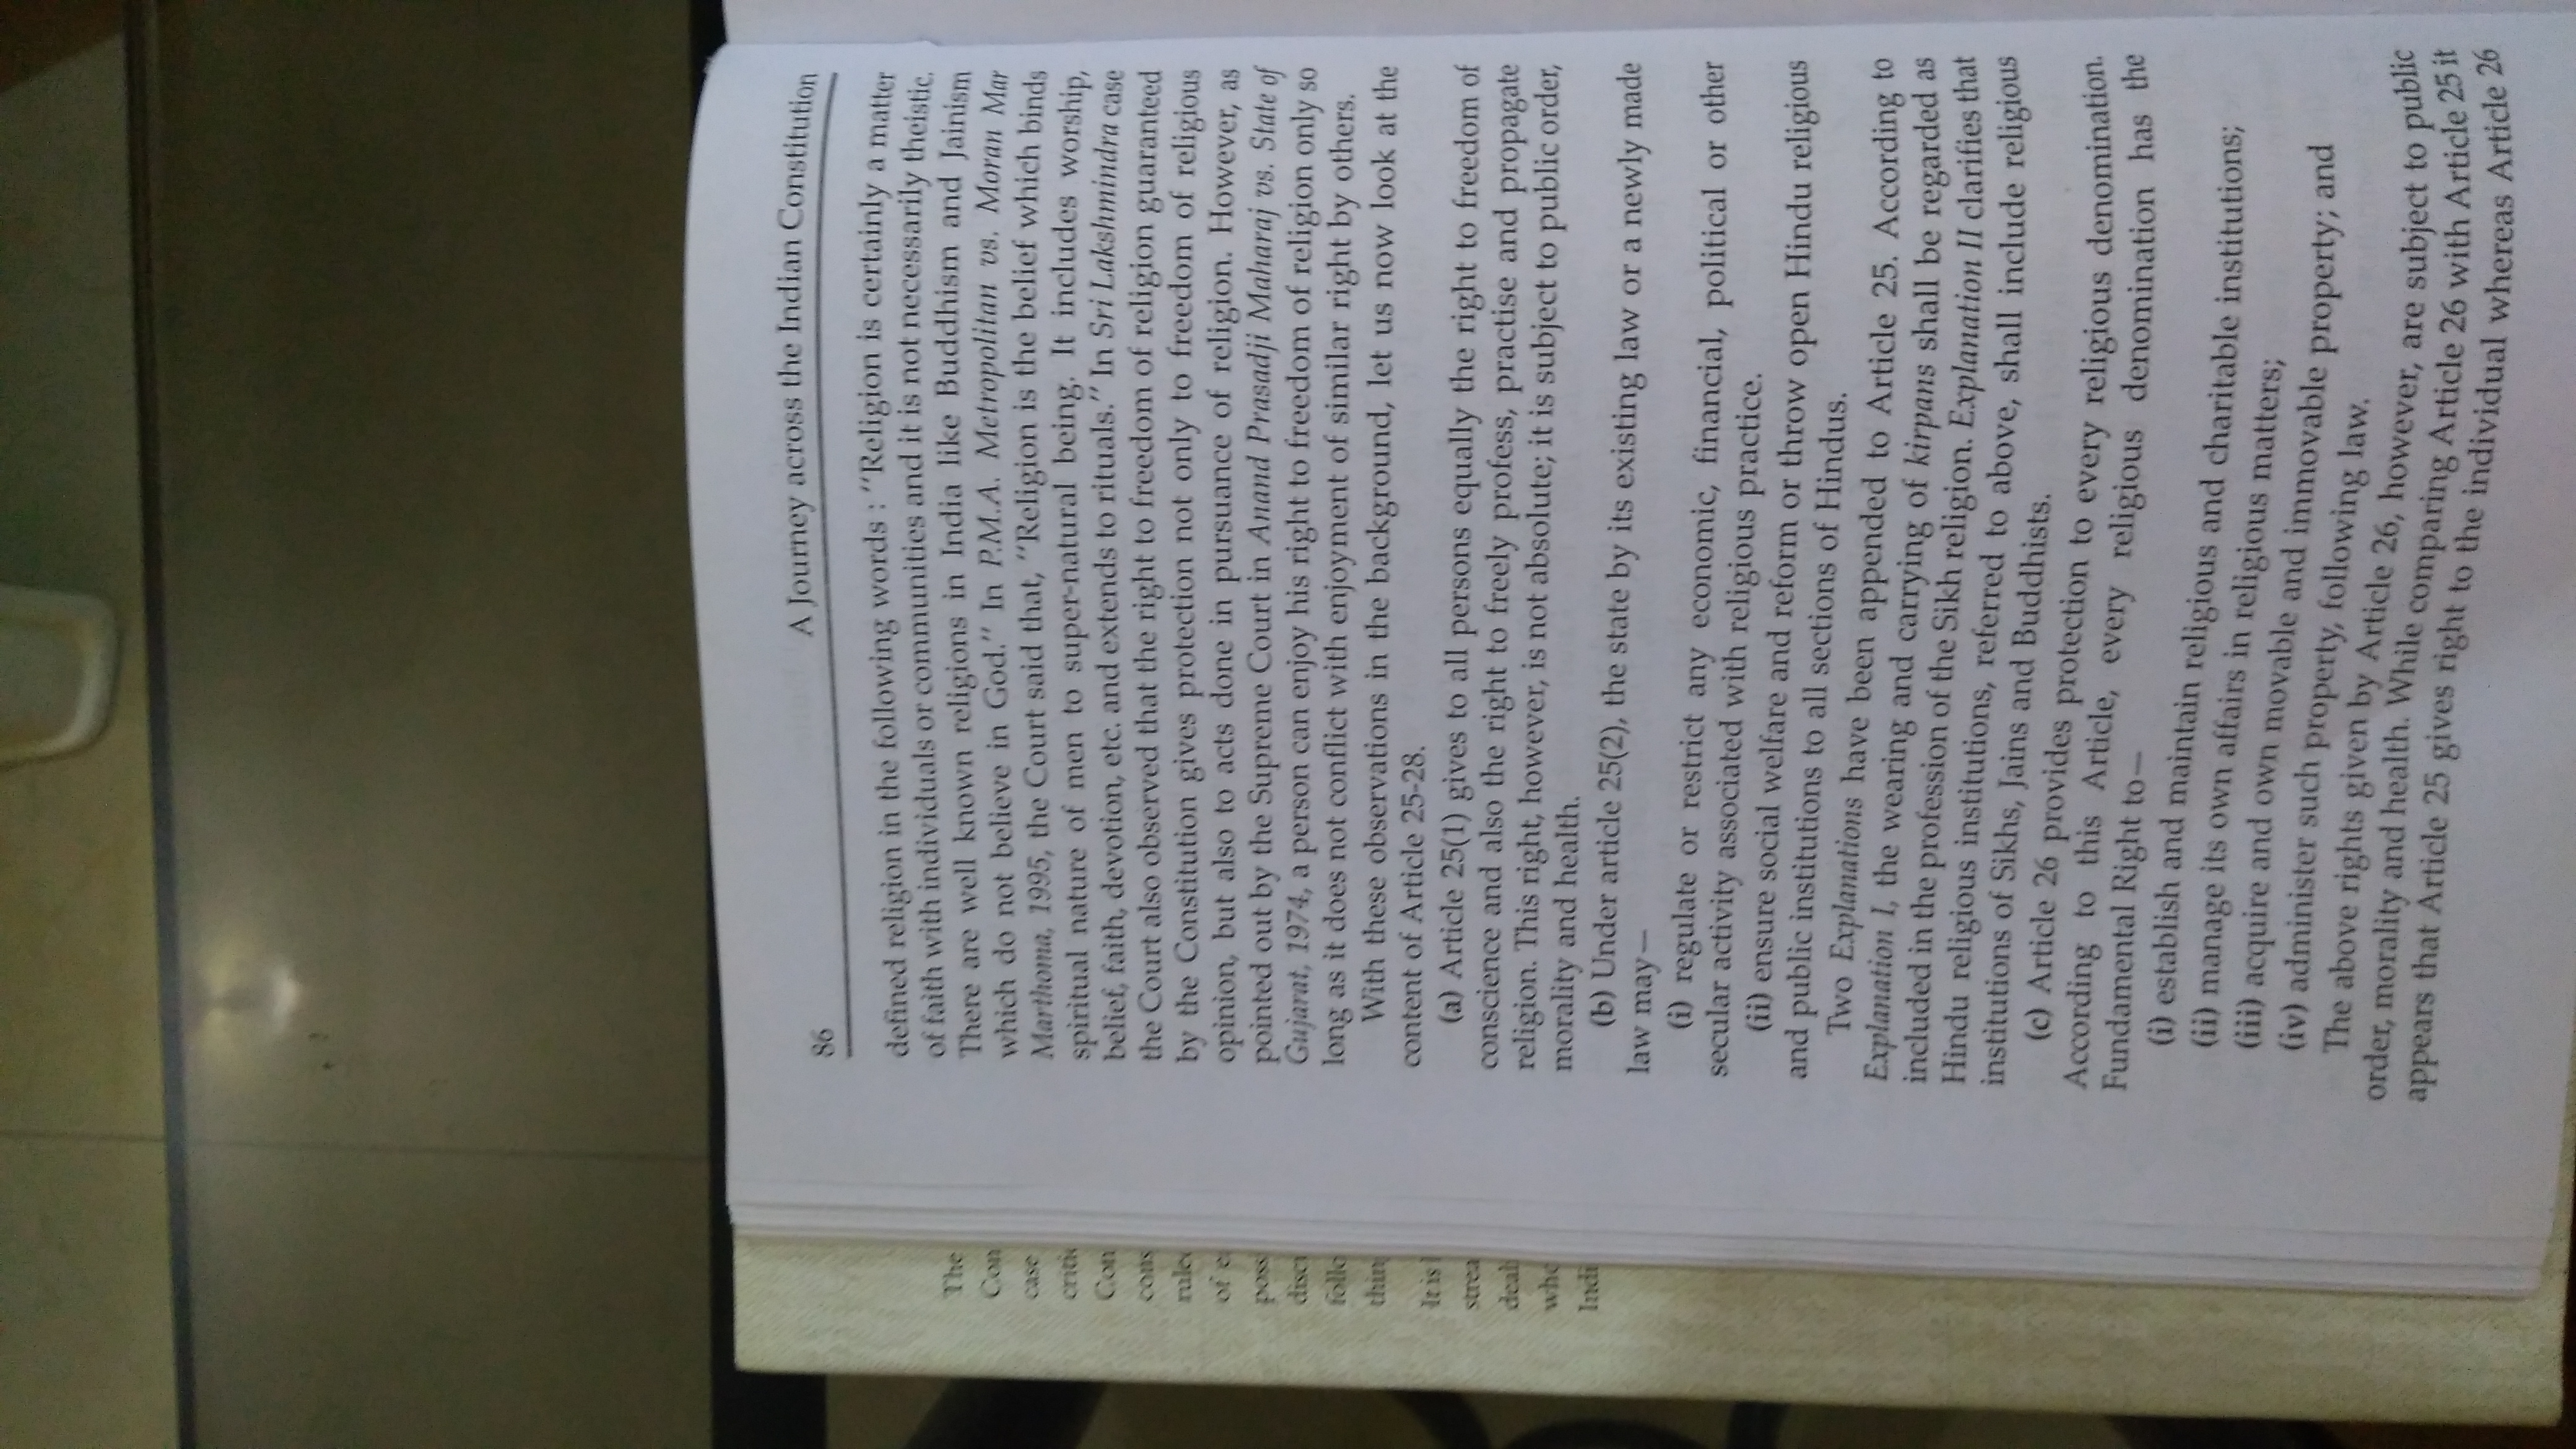 86 A Journey across the Indian Constitution
defined religion in the following words : "Religion is certainly a matter
of faith with individuals or communities and it is not necessarily theistic.
There are well known religions in India like Buddhism and Jainism
which do not believe in God." In P.M.A. Metropolitan vs. Moran Mar
Marthoma, 1995, the Court said that, "Religion is the belief which binds
spiritual nature of men to super-natural being. It includes worship,
belief, faith, devotion, etc. and extends to rituals." In Sri Lakshmindra case
the Court also observed that the right to freedom of religion guaranteed
by the Constitution gives protection not only to freedom of religious
opinion, but also to acts done in pursuance of religion. However, as
pointed out by the Supreme Court in Anand Prasadji Maharaj vs. State of
Gujarat, 1974, a person can enjoy his right to freedom of religion only so
long as it does not conflict with enjoyment of similar right by others.
With these observations in the background, let us now look at the
content of Article 25-28.
(a) Article 25(1) gives to all persons equally the right to freedom of
conscience and also the right to freely profess, practise and propagate
religion. This right, however, is not absolute; it is subject to public order,
morality and health.
(b) Under article 25(2), the state by its existing law or a newly made
law may—
(i) regulate or restrict any economic, financial, political or other
secular activity associated with religious practice.
(ii) ensure social welfare and reform or throw open Hindu religious
and public institutions to all sections of Hindus.
Two Explanations have been appended to Article 25. According to
Explanation I, the wearing and carrying of kirpans shall be regarded as
included in the profession of the Sikh religion. Explanation II clarifies that
Hindu religious institutions, referred to above, shall include religious
institutions of Sikhs, Jains and Buddhists.
(c) Article 26 provides protection to every religious denomination.
According to this Article, every religious denomination has the
Fundamental Right to—
(i) establish and maintain religious and charitable institutions;
(ii) manage its own affairs in religious matters;
(iii) acquire and own movable and immovable property; and
(iv) administer such property, following law.
The above rights given by Article 26, however, are subject to public
order, morality and health. While comparing Article 26 with Article 25 it
appears that Article 25 gives right to the individual whereas Article 26
The
Con
case
Con
cons
of
poss
follo
thin
It is
strea
deal
who
Indi